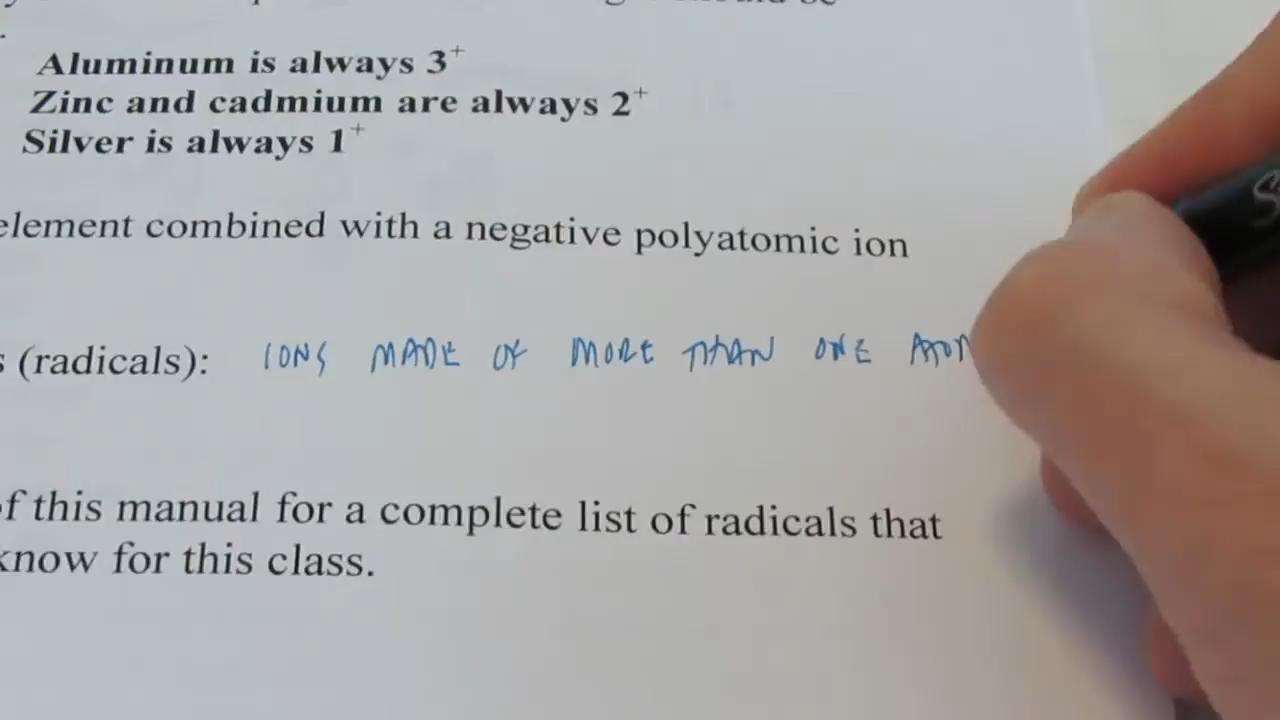 Aluminum is always 3+
Zinc and cadmium are always 2+
Silver is always 1+
element combined with a negative polyatomic ion
s (radicals): IONS MADE OF MORE THAN ONE ATOM
f this manual for a complete list of radicals that
know for this class.